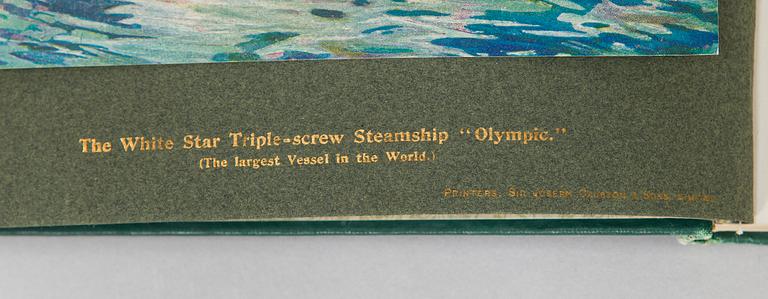 The White Star Triple-screw Steamship "Olympic."
(The largest Vessel in the World.)
Printers, Sir Joseph Causton & Sons, Limited